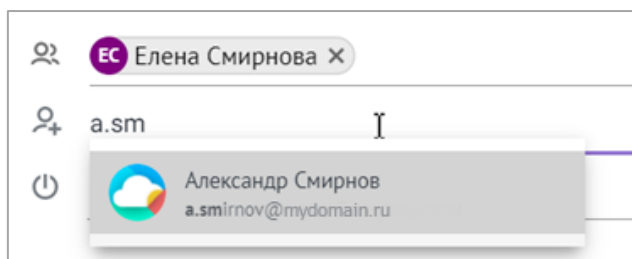 ЕС Елена Смирнова ×
a.sm
Александр Смирнов
a.smirnov@mydomain.ru